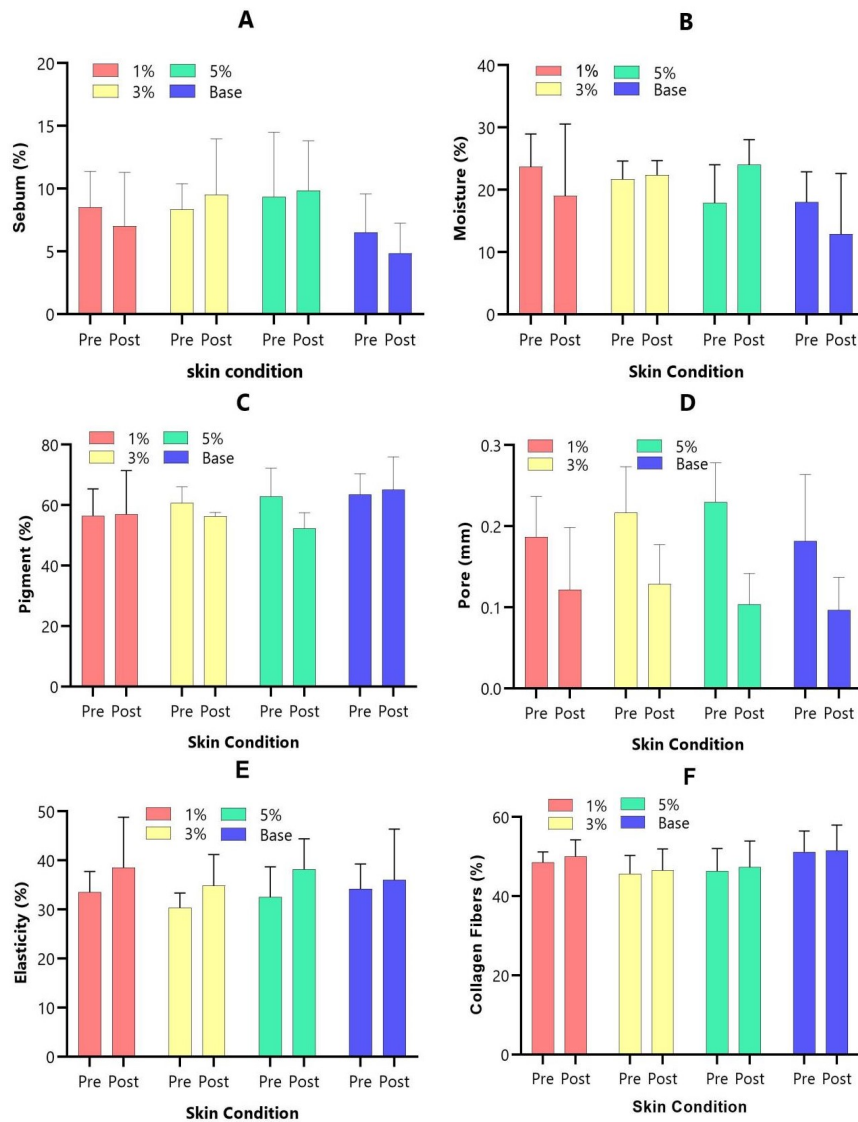 A
1% 5%
3% Base
20
15
10
5
0
Sebum (%)
Pre Post Pre Post Pre Post Pre Post
skin condition
B
1% 5%
3% Base
40
30
20
10
0
Moisture (%)
Pre Post Pre Post Pre Post Pre Post
Skin Condition
C
1% 5%
3% Base
80
60
40
20
0
Pigment (%)
Pre Post Pre Post Pre Post Pre Post
Skin Condition
D
1% 5%
3% Base
0.3
0.2
0.1
0.0
Pore (mm)
Pre Post Pre Post Pre Post Pre Post
Skin Condition
E
1% 5%
3% Base
50
40
30
20
10
0
Elasticity (%)
Pre Post Pre Post Pre Post Pre Post
Skin Condition
F
1% 5%
3% Base
60
40
20
0
Collagen Fibers (%)
Pre Post Pre Post Pre Post Pre Post
Skin Condition